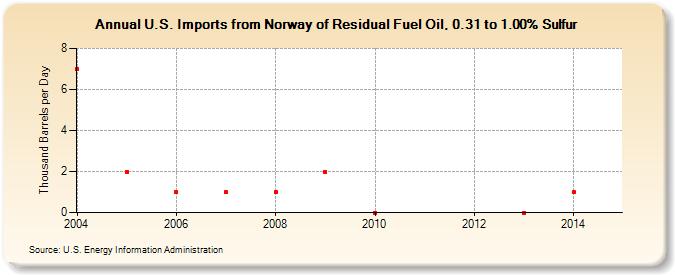 Annual U.S. Imports from Norway of Residual Fuel Oil, 0.31 to 1.00% Sulfur
Thousand Barrels per Day
8
6
4
2
0
2004 2006 2008 2010 2012 2014
Source: U.S. Energy Information Administration